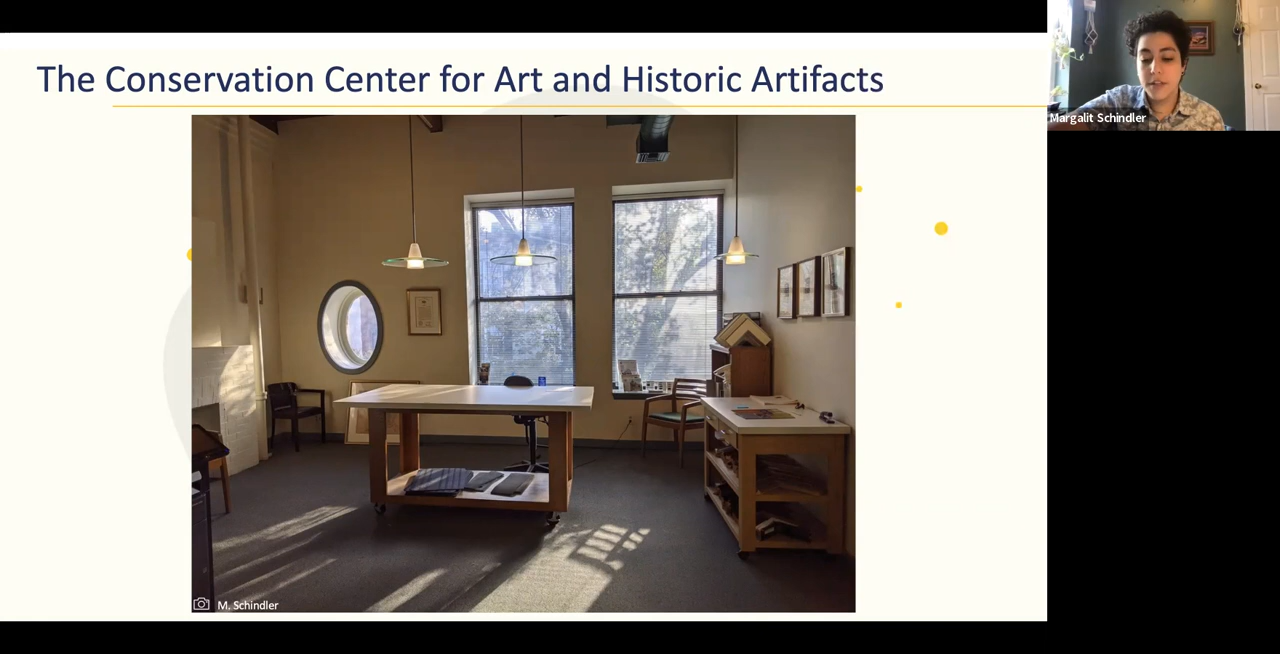 The Conservation Center for Art and Historic Artifacts
Margalit Schindler
M. Schindler